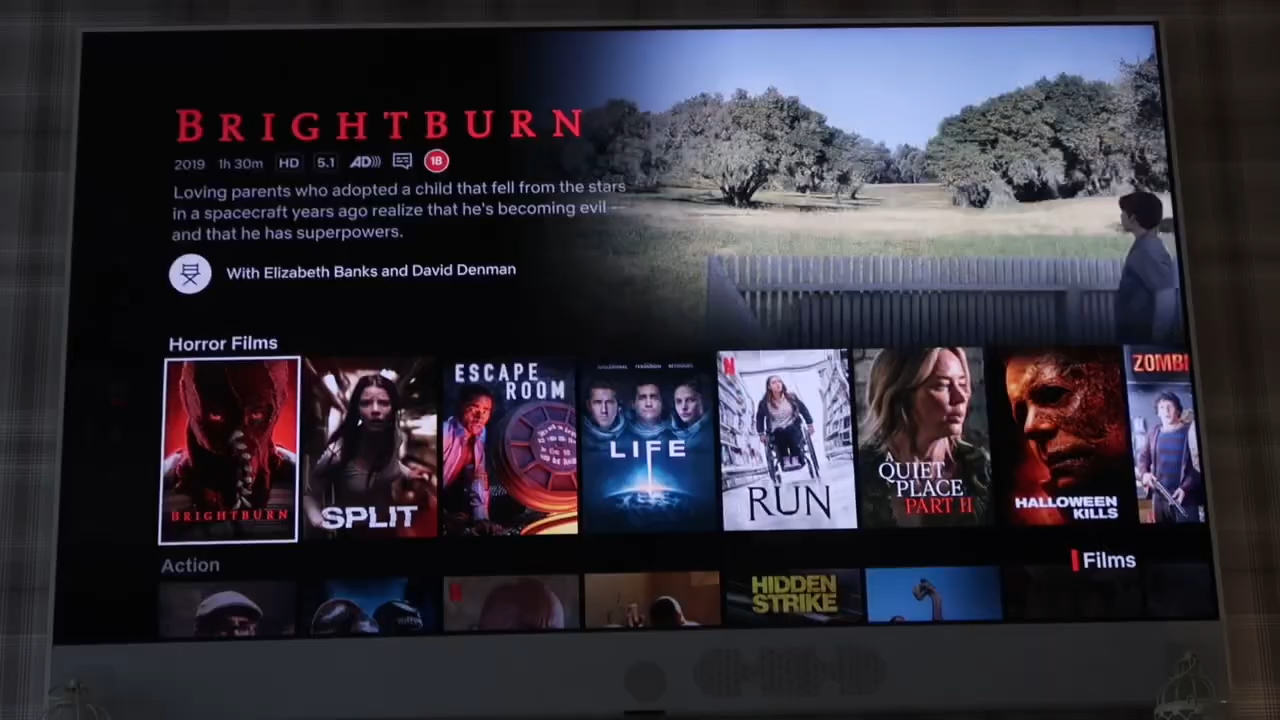 BRIGHTBURN
2019 1h 30m HD 5.1 AD))) 18
Loving parents who adopted a child that fell from the stars
in a spacecraft years ago realize that he's becoming evil —
and that he has superpowers.
With Elizabeth Banks and David Denman
Horror Films
BRIGHTBURN
SPLIT
ESCAPE
ROOM
LIFE
N
RUN
A
QUIET
PLACE
PART II
HALLOWEEN
KILLS
ZOMBI
Action
Films
N
HIDDEN
STRIKE